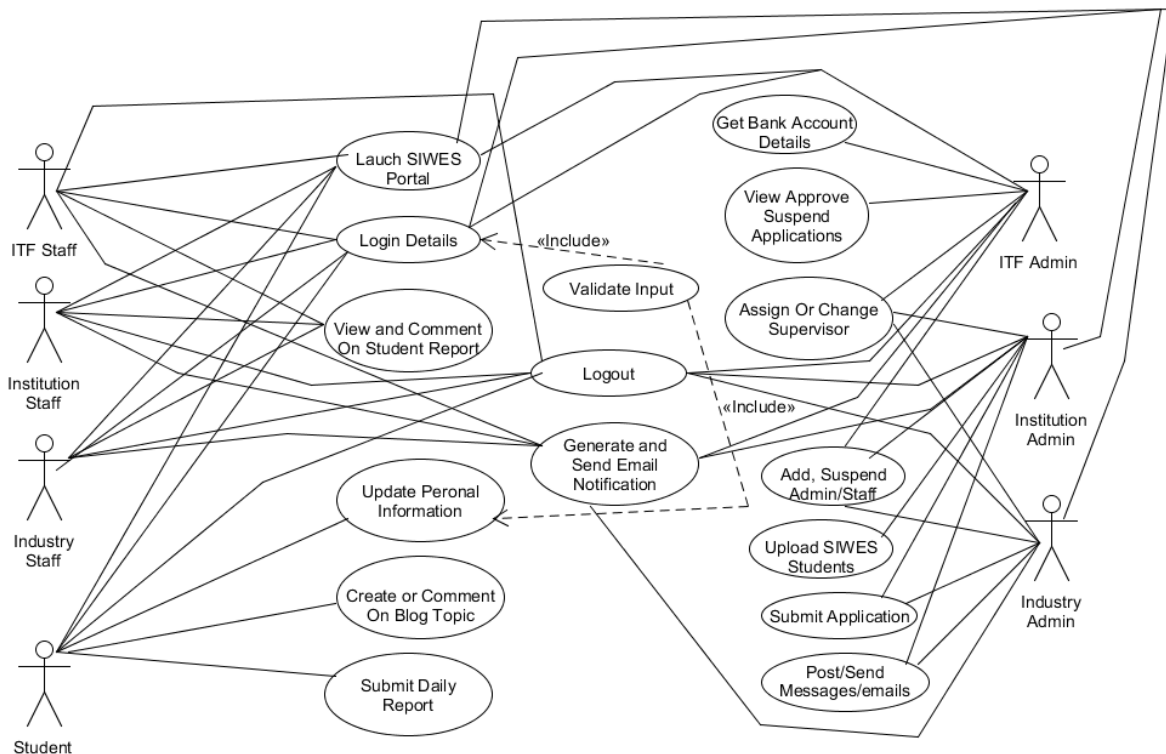 Get Bank Account
Details
Lauch SIWES
Portal
ITF Staff
View Approve
Suspend
Applications
ITF Admin
Login Details
«Include»
Validate Input
Assign Or Change
Supervisor
View and Comment
On Student Report
Institution
Staff
Logout
Institution
Admin
«Include»
Generate and
Send Email
Notification
Add, Suspend
Admin/Staff
Update Peronal
Information
Industry
Staff
Upload SIWES
Students
Create or Comment
On Blog Topic
Submit Application
Industry
Admin
Submit Daily
Report
Post/Send
Messages/emails
Student